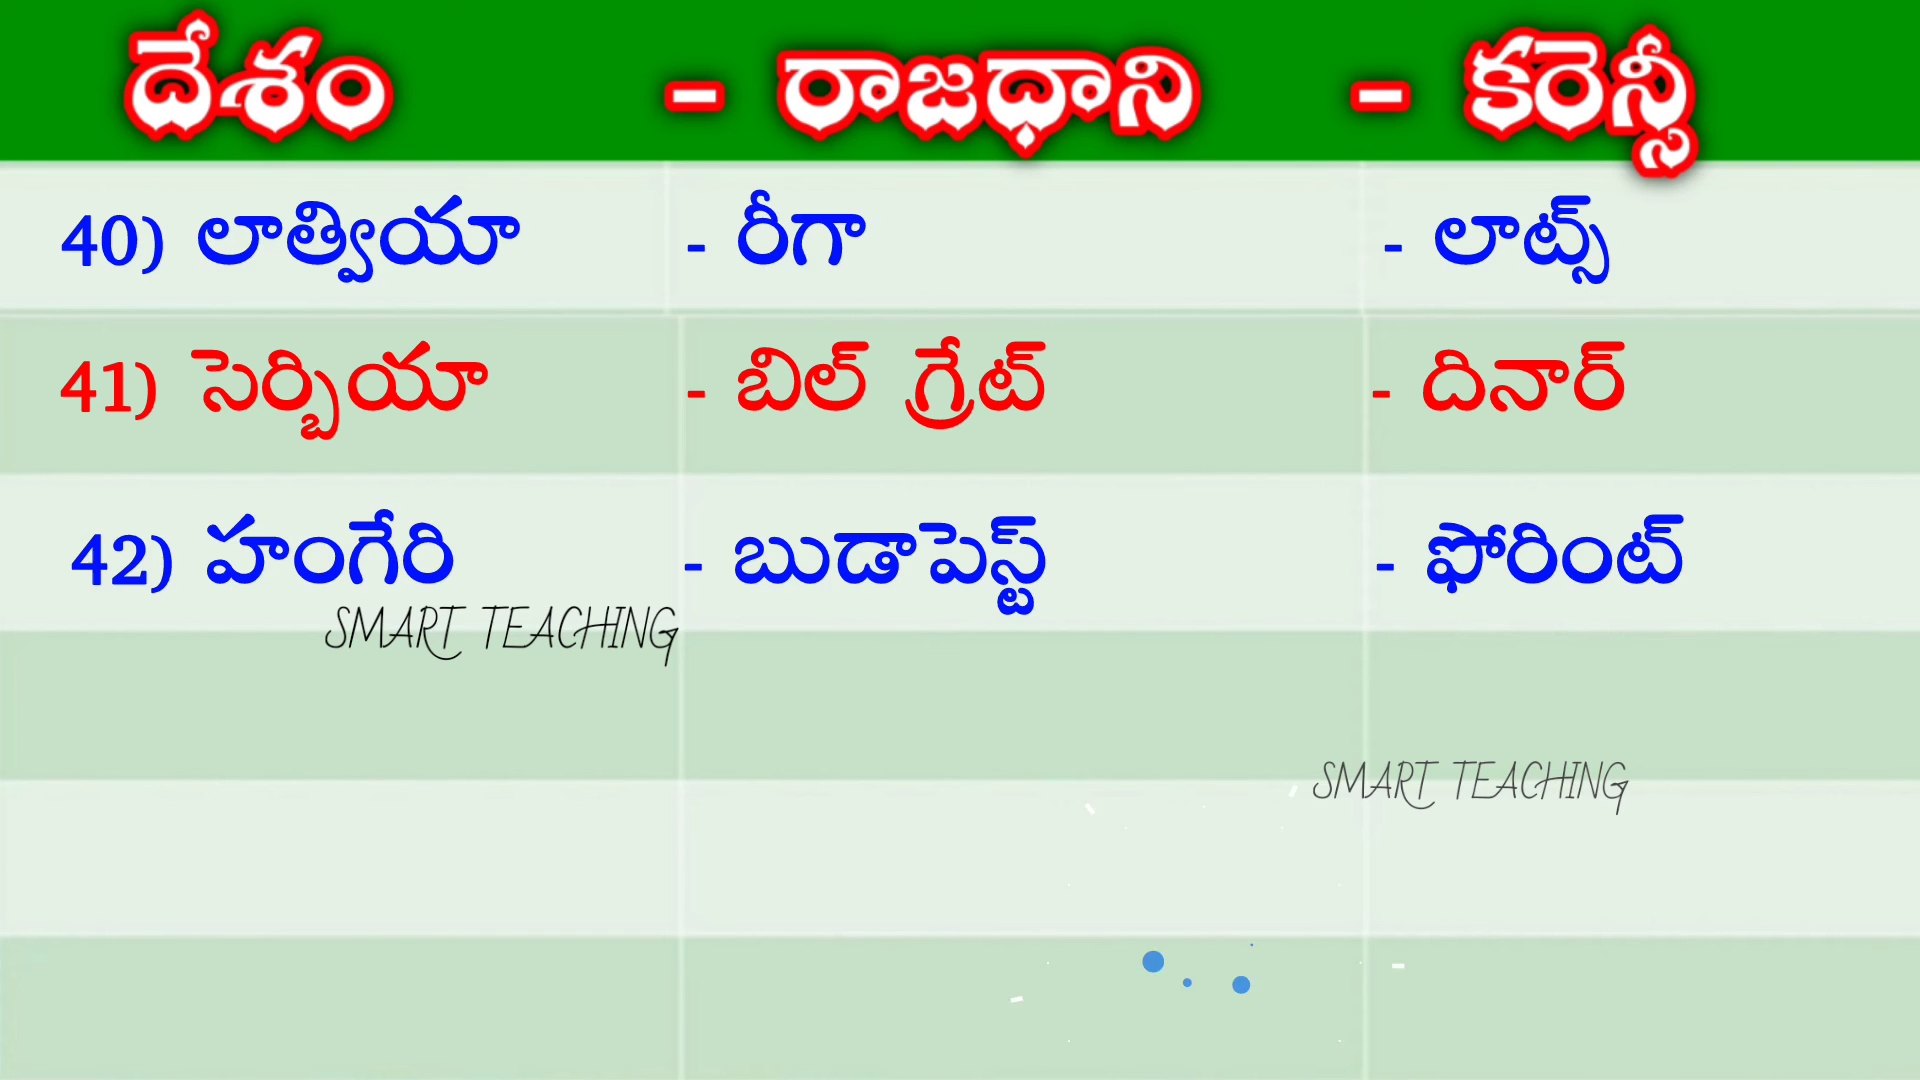 దేశం - రాజధాని - కరెన్సీ
40) లాత్వియా - రీగా - లాట్స్
41) సెర్బియా - బిల్ గ్రేట్ - దినార్
42) హంగేరి - బుడాపెస్ట్ - ఫోరింట్
SMART TEACHING
SMART TEACHING